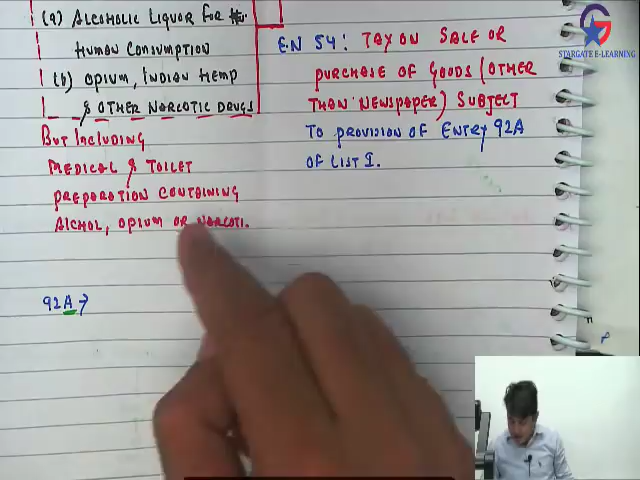 (a) ALCOHOLIC LIQUOR FOR
HUMAN CONSUMPTION
(b) OPIUM, INDIAN HEMP
& OTHER NARCOTIC DRUGS
BUT INCLUDING
MEDICAL & TOILET
PREPARATION CONTAINING
ALCHOL, OPIUM OR NARCOTI.
92A →
EN 54: TAX ON SALE OR
PURCHASE OF GOODS (OTHER
THAN NEWSPAPER) SUBJECT
TO PROVISION OF ENTRY 92A
OF LIST I.
STARGATE E-LEARNING